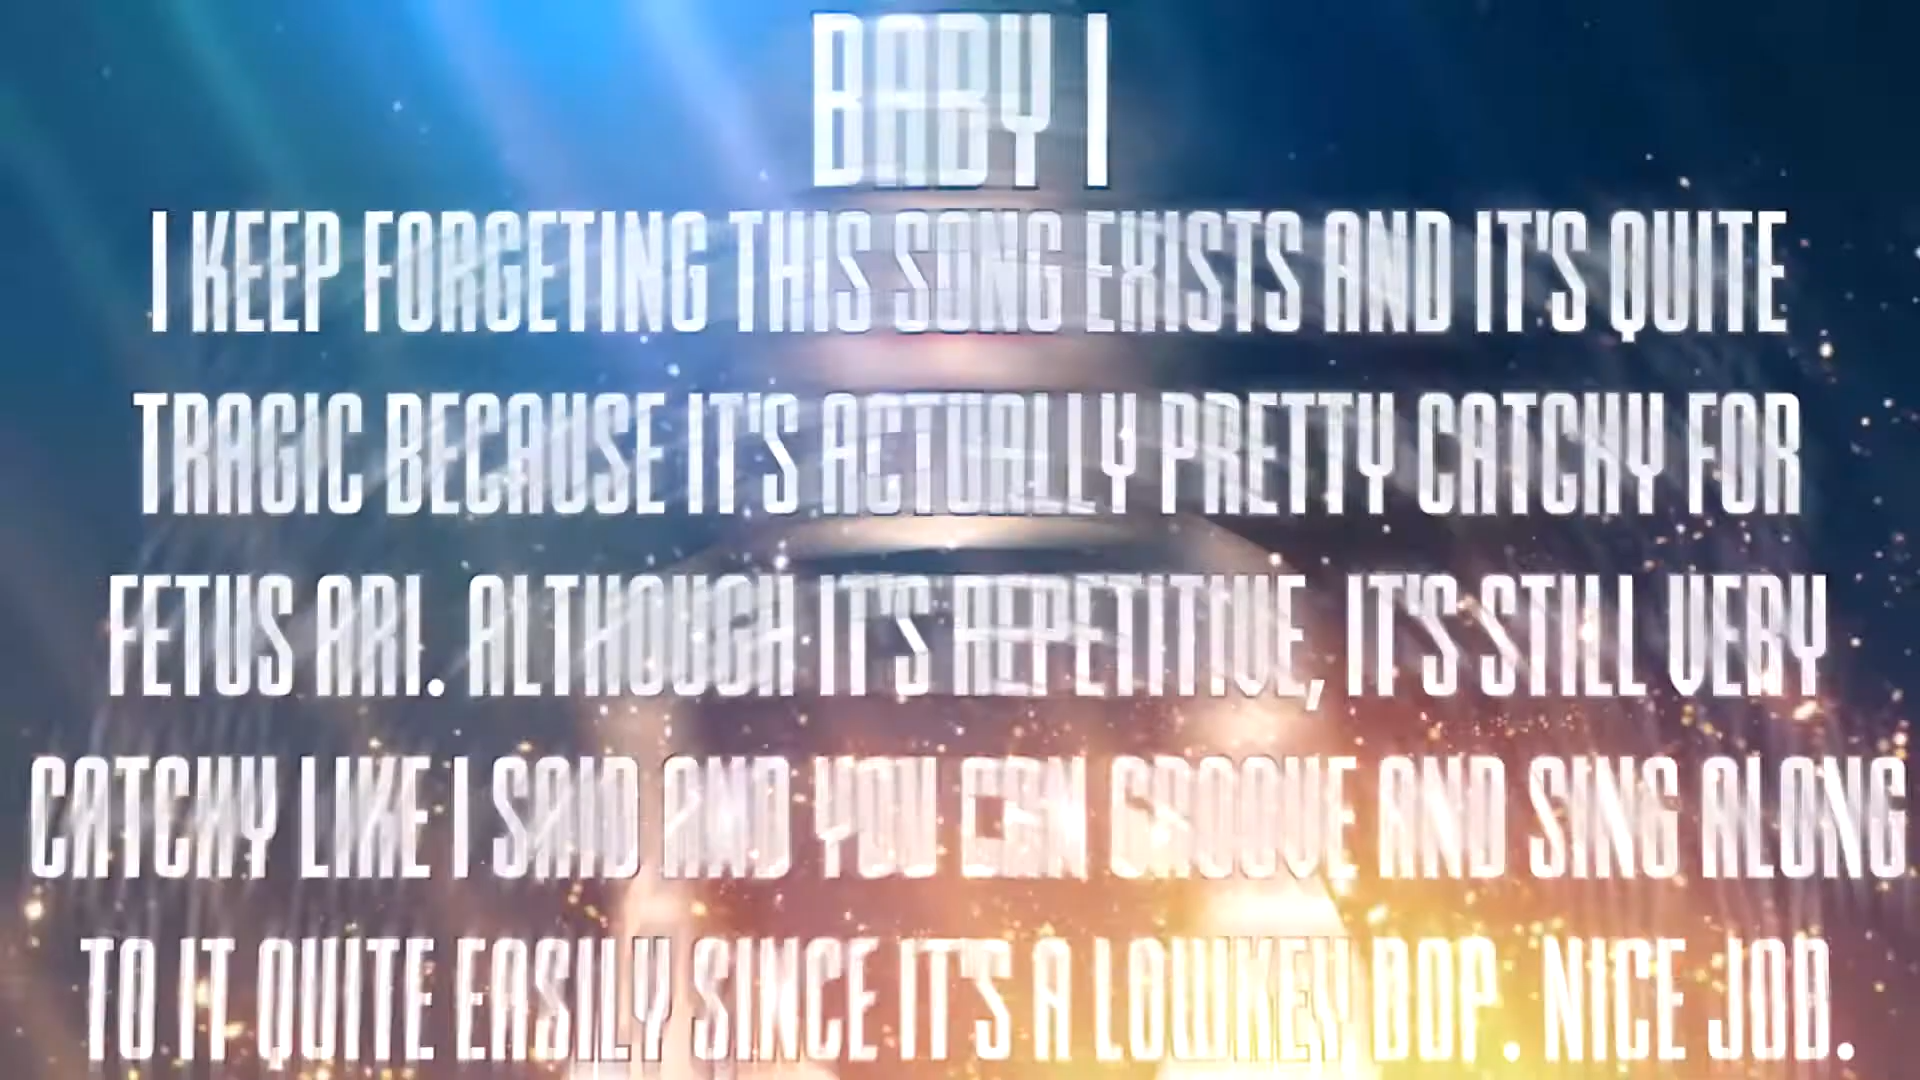 BABY I
I KEEP FORGETING THIS SONG EXISTS AND IT'S QUITE
TRAGIC BECAUSE IT'S ACTUALLY PRETTY CATCHY FOR
FETUS ARI. ALTHOUGH IT'S REPETITIVE, IT'S STILL VERY
CATCHY LIKE I SAID AND YOU CAN GROOVE AND SING ALONG
TO IT QUITE EASILY SINCE IT'S A LOWKEY BOP. NICE JOB.